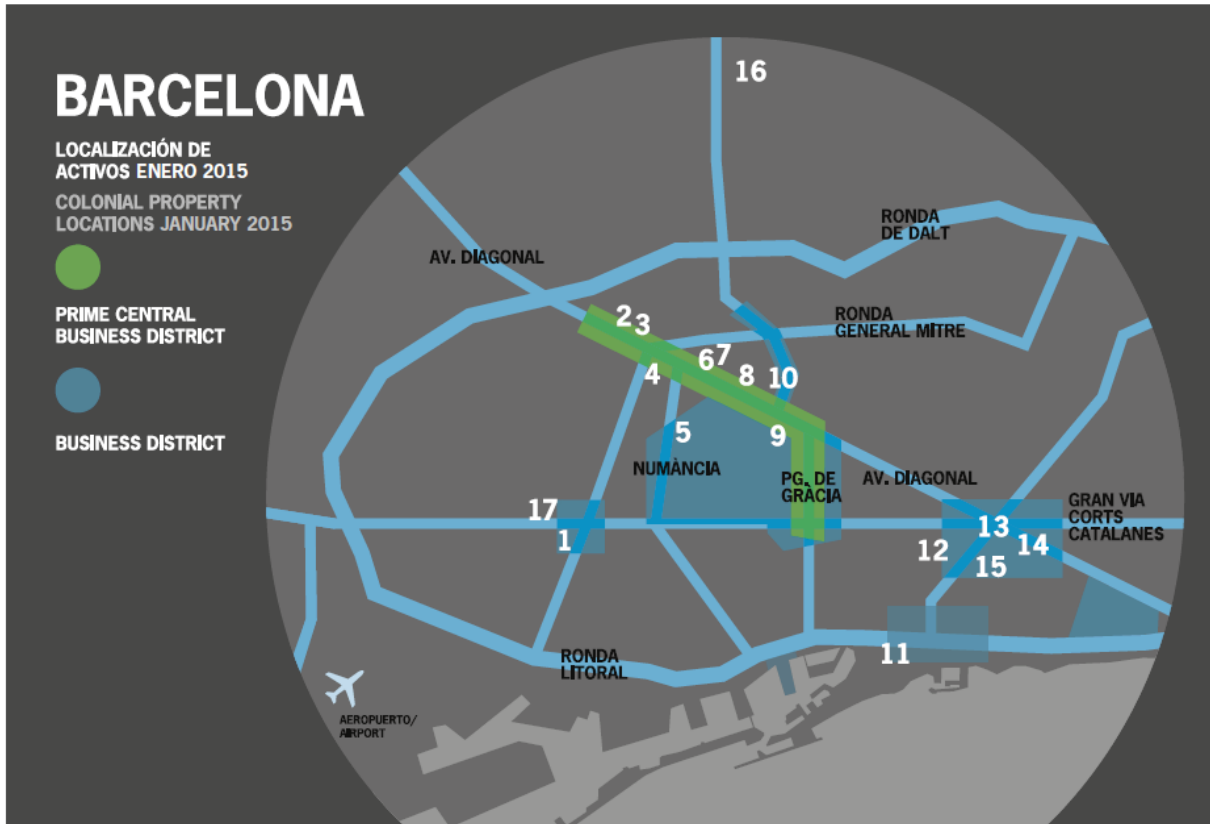 BARCELONA
LOCALIZACIÓN DE
ACTIVOS ENERO 2015
COLONIAL PROPERTY
LOCATIONS JANUARY 2015
PRIME CENTRAL
BUSINESS DISTRICT
BUSINESS DISTRICT
16
RONDA
DE DALT
AV. DIAGONAL
2
3
RONDA
GENERAL MITRE
4
6
7
8
10
5
9
NUMÀNCIA
PG. DE
GRÀCIA
AV. DIAGONAL
GRAN VIA
CORTS
CATALANES
17
1
13
12
14
15
11
RONDA
LITORAL
AEROPUERTO/
AIRPORT